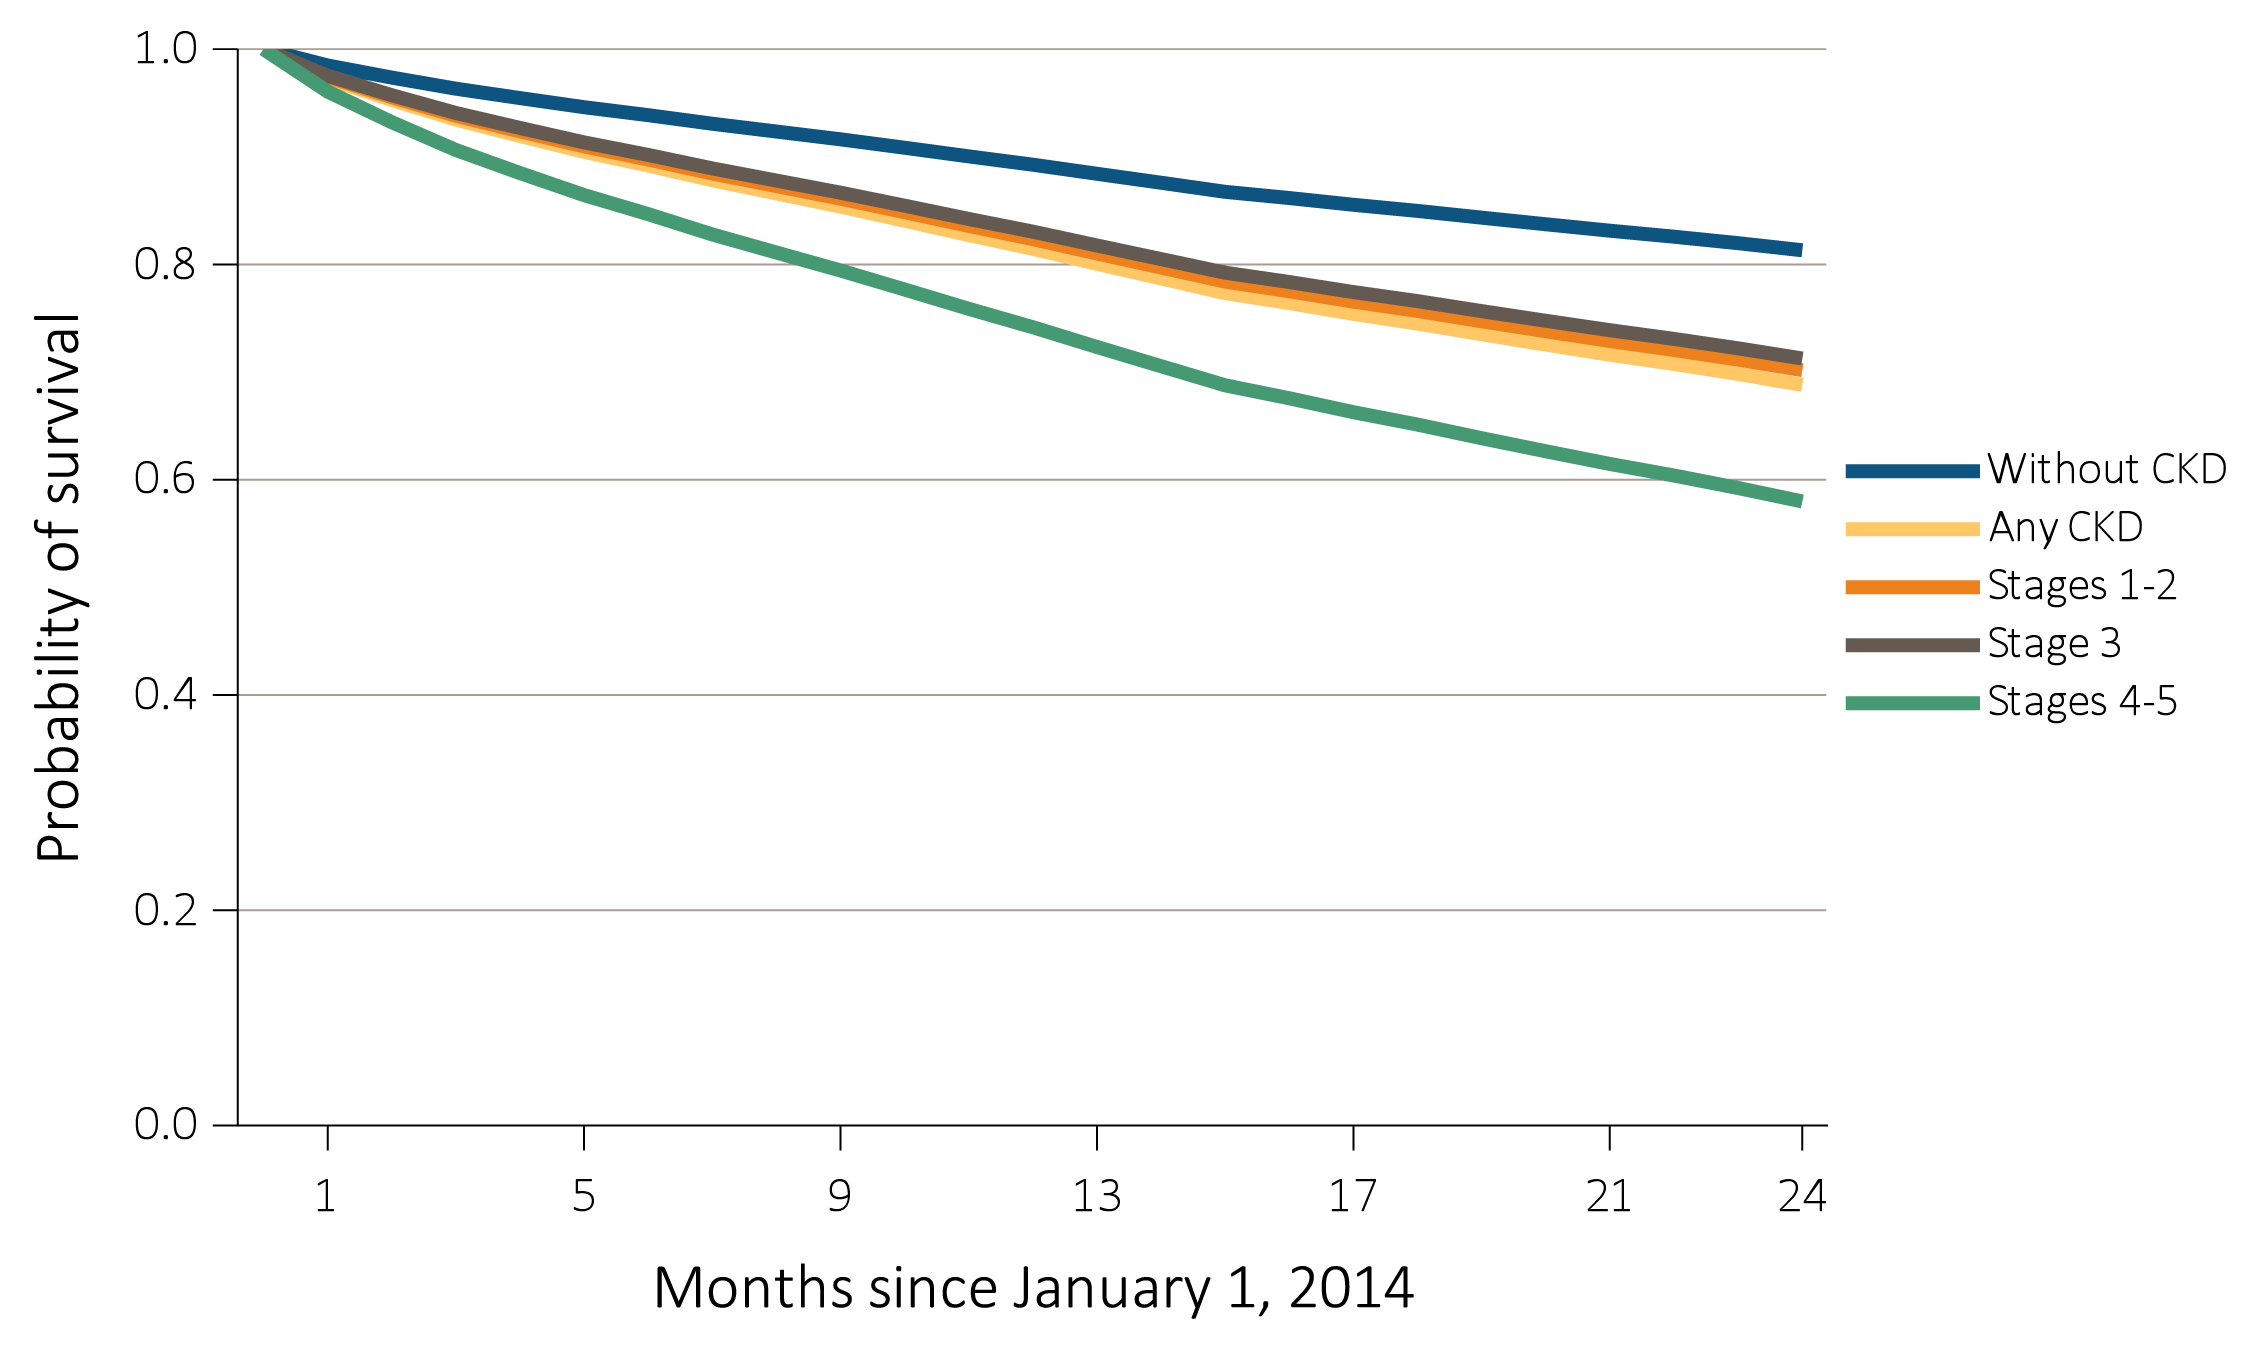 Probability of survival
1.0
0.8
0.6
0.4
0.2
0.0
1 5 9 13 17 21 24
Months since January 1, 2014
Without CKD
Any CKD
Stages 1-2
Stage 3
Stages 4-5